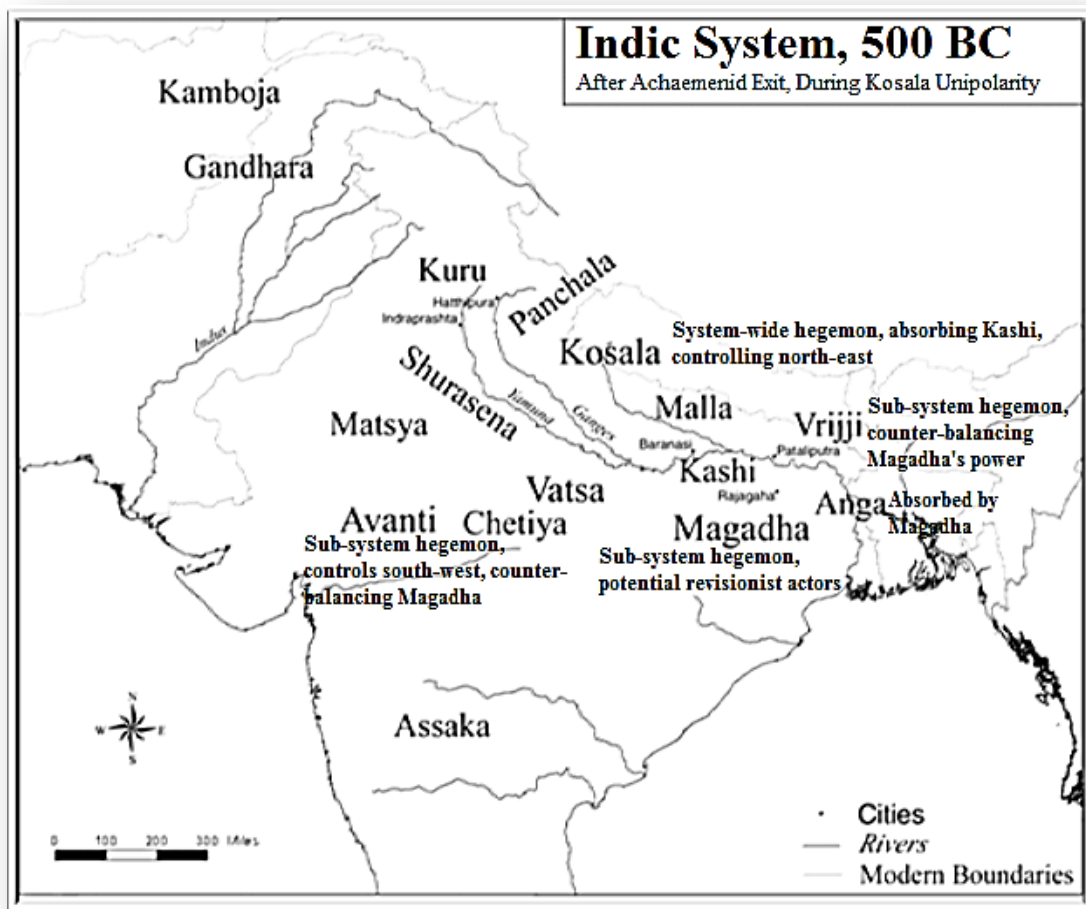 Indic System, 500 BC
After Achaemenid Exit, During Kosala Unipolarity
Kamboja
Gandhara
Kuru
Hatthipura
Indraprashta
Panchala
Indus
Kosala
System-wide hegemon, absorbing Kashi,
controlling north-east
Shurasena
Yamuna
Ganges
Matsya
Malla
Vrijji
Sub-system hegemon,
counter-balancing
Magadha's power
Baranasi
Pataliputra
Kashi
Rajagaha
Vatsa
Anga
Absorbed by
Magadha
Avanti
Chetiya
Magadha
Sub-system hegemon,
controls south-west, counter-
balancing Magadha
Sub-system hegemon,
potential revisionist actors
Assaka
N
W
E
S
0 100 200 300 Miles
Cities
Rivers
Modern Boundaries